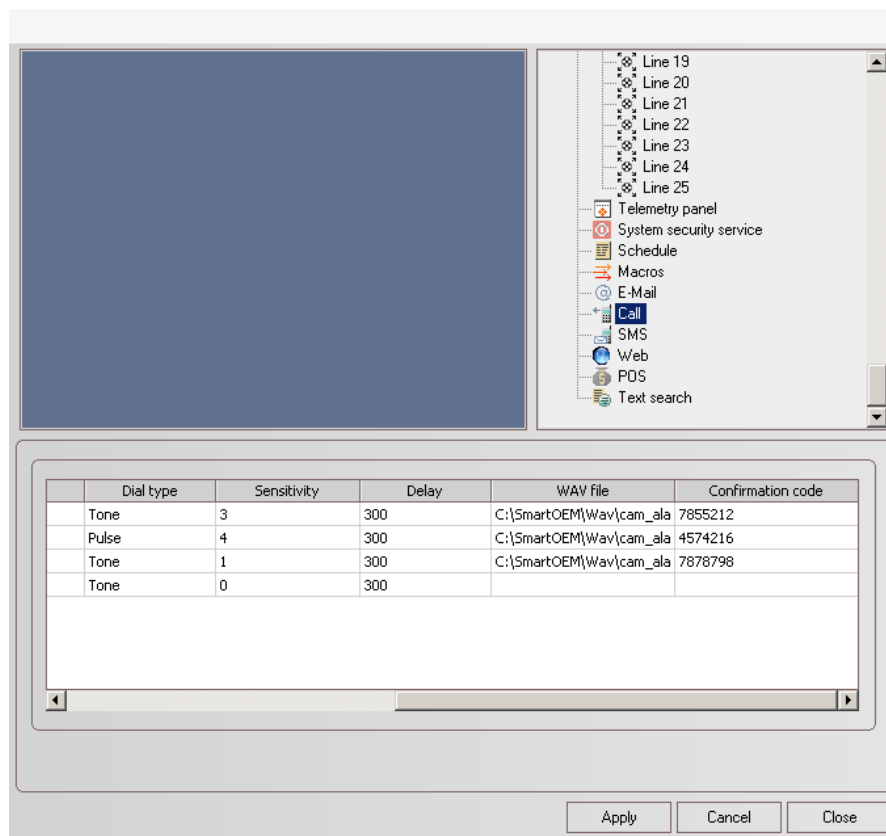 Line 19
Line 20
Line 21
Line 22
Line 23
Line 24
Line 25
Telemetry panel
System security service
Schedule
Macros
E-Mail
Call
SMS
Web
POS
Text search
Dial type Sensitivity Delay WAV file Confirmation code
Tone 3 300 C:\SmartOEM\Wav\cam_ala 7855212
Pulse 4 300 C:\SmartOEM\Wav\cam_ala 4574216
Tone 1 300 C:\SmartOEM\Wav\cam_ala 7878798
Tone 0 300
Apply Cancel Close